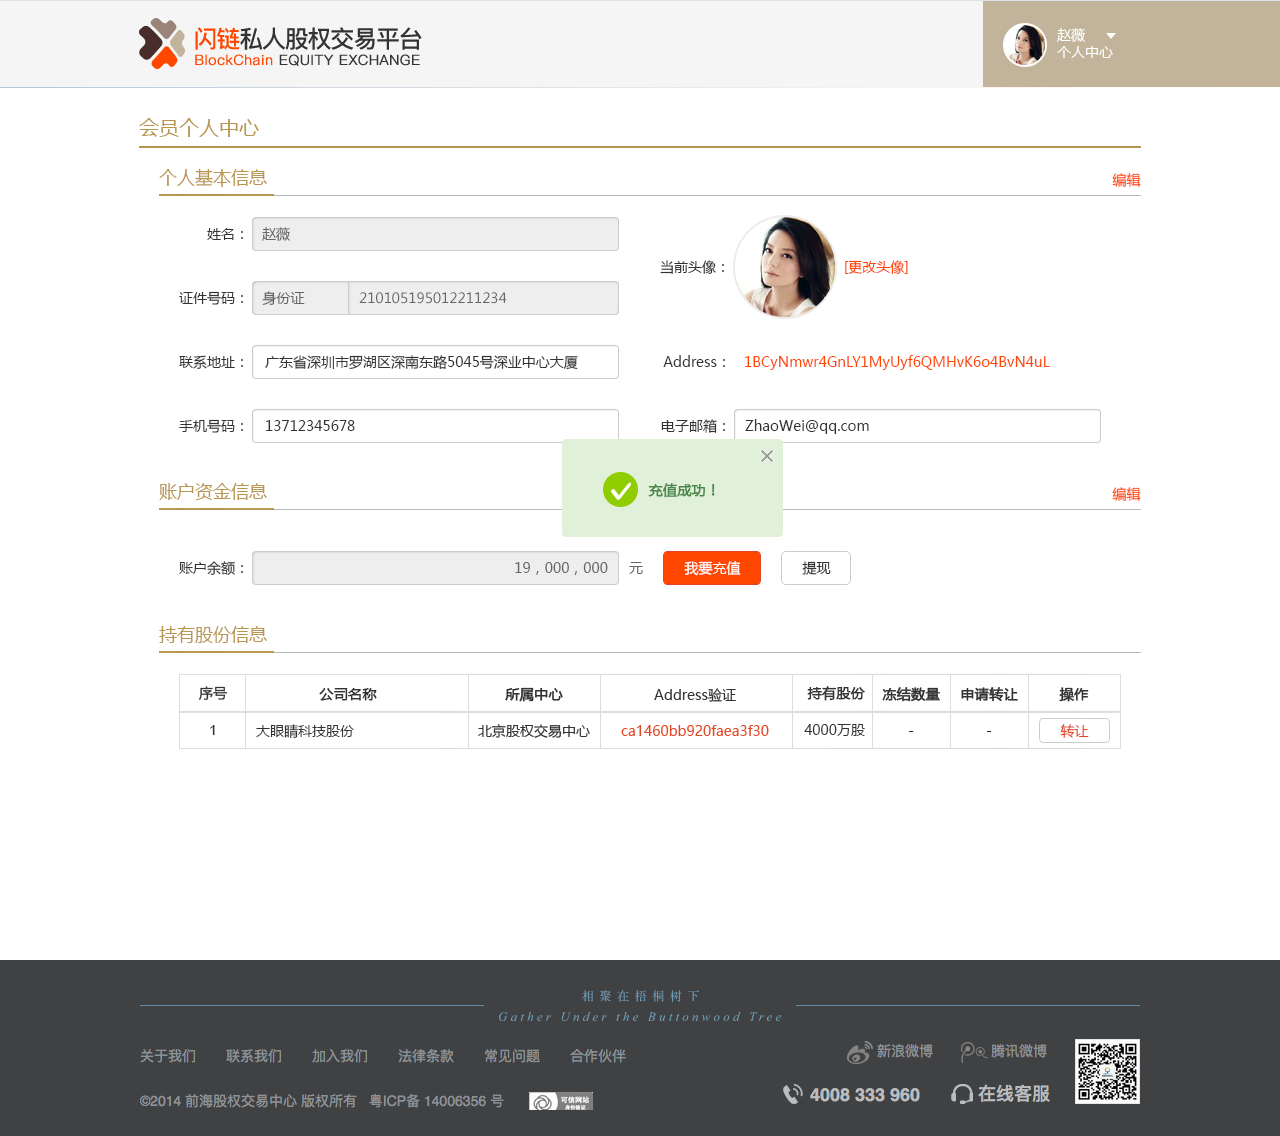 闪链私人股权交易平台
BlockChain EQUITY EXCHANGE
赵薇
个人中心
会员个人中心
个人基本信息
编辑
姓名：
赵薇
当前头像：
[更改头像]
证件号码：
身份证
210105195012211234
联系地址：
广东省深圳市罗湖区深南东路5045号深业中心大厦
Address：
1BCyNmwr4GnLY1MyUyf6QMHvK6o4BvN4uL
手机号码：
13712345678
电子邮箱：
ZhaoWei@qq.com
充值成功！
账户资金信息
编辑
账户余额：
19，000，000
元
我要充值
提现
持有股份信息
序号 公司名称 所属中心 Address验证 持有股份 冻结数量 申请转让 操作
1 大眼睛科技股份 北京股权交易中心 ca1460bb920faea3f30 4000万股 - - 转让
相聚在梧桐树下
Gather Under the Buttonwood Tree
关于我们 联系我们 加入我们 法律条款 常见问题 合作伙伴
新浪微博 腾讯微博
©2014 前海股权交易中心 版权所有 粤ICP备 14006356 号
可信网站
身份验证
4008 333 960
在线客服